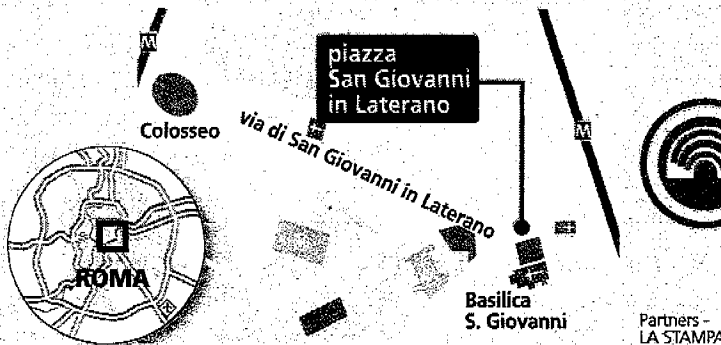 M
piazza
San Giovanni
in Laterano
Colosseo
via di San Giovanni in Laterano
M
ROMA
Basilica
S. Giovanni
Partners -
LA STAMPA